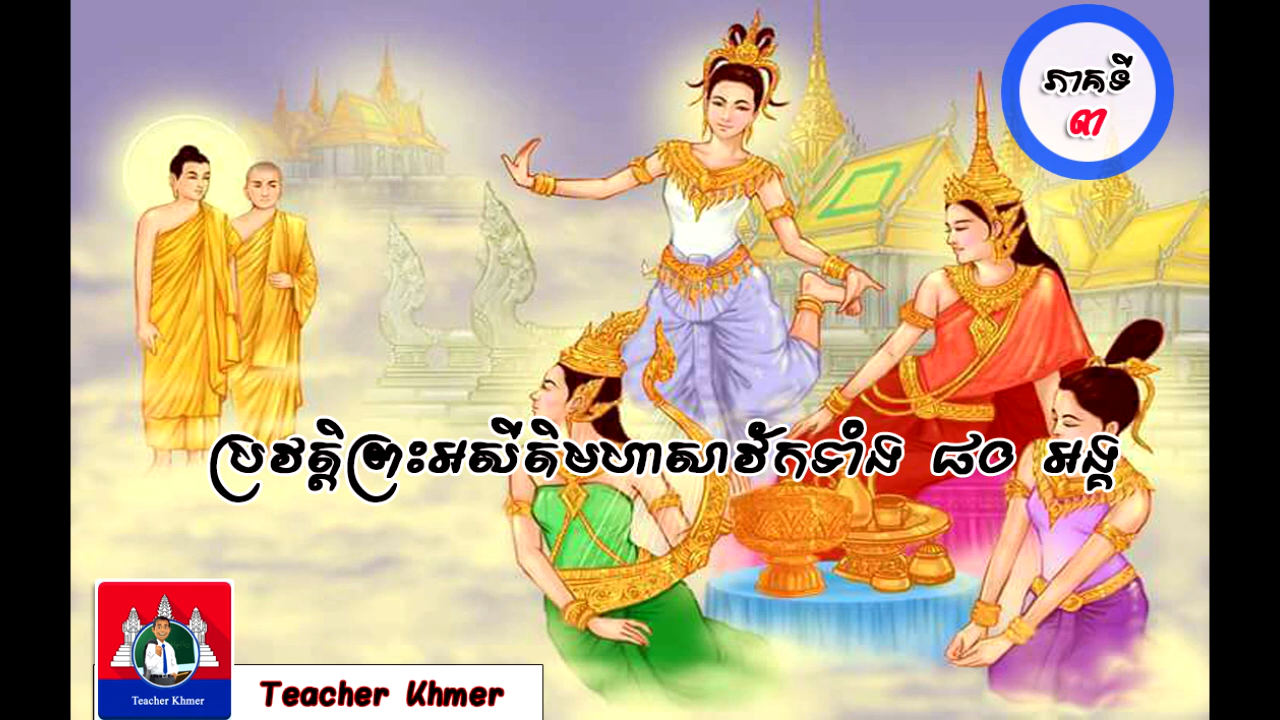 ភាគទី
៣
ប្រវត្តិព្រះអសីតិមហាសាវ័កទាំង ៨០ អង្គ
Teacher Khmer
Teacher Khmer